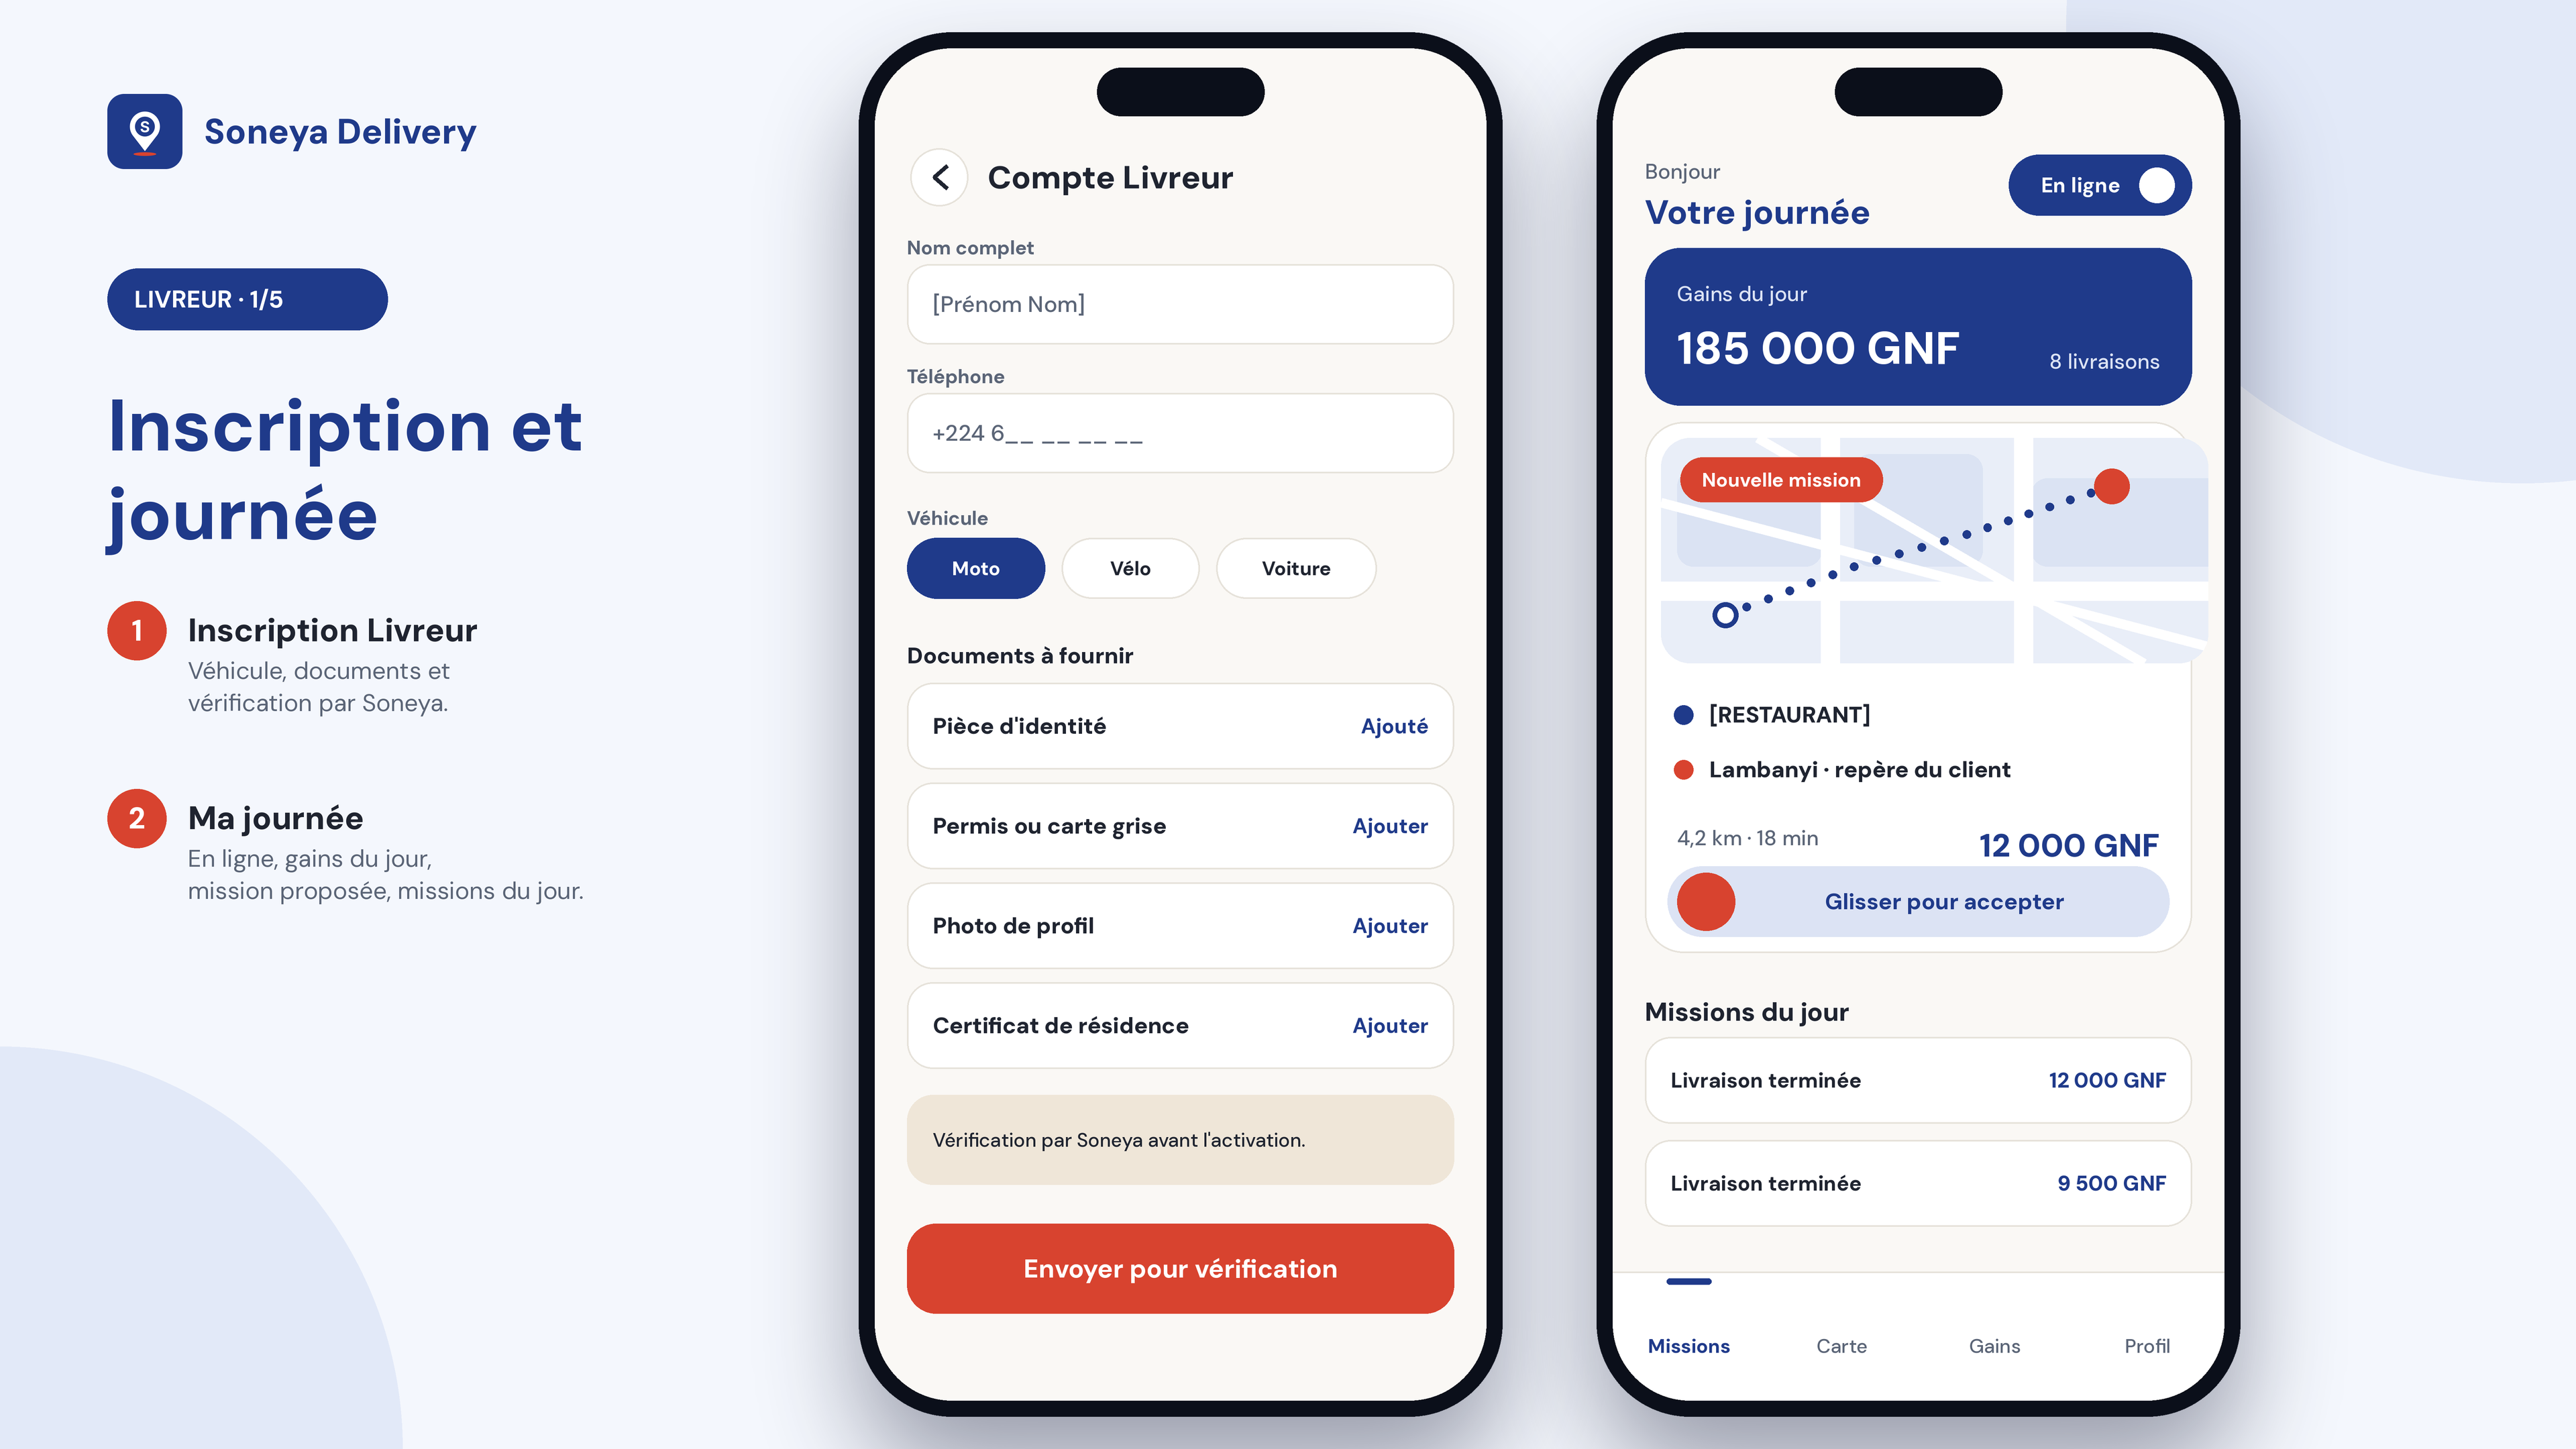 S
Soneya Delivery
LIVREUR · 1/5
Inscription et
journée
1
Inscription Livreur
Véhicule, documents et
vérification par Soneya.
2
Ma journée
En ligne, gains du jour,
mission proposée, missions du jour.
Compte Livreur
Nom complet
[Prénom Nom]
Téléphone
+224 6__ __ __ __
Véhicule
Moto
Vélo
Voiture
Documents à fournir
Pièce d'identité
Ajouté
Permis ou carte grise
Ajouter
Photo de profil
Ajouter
Certificat de résidence
Ajouter
Vérification par Soneya avant l'activation.
Envoyer pour vérification
Bonjour
Votre journée
En ligne
Gains du jour
185 000 GNF
8 livraisons
Nouvelle mission
[RESTAURANT]
Lambanyi · repère du client
4,2 km · 18 min
12 000 GNF
Glisser pour accepter
Missions du jour
Livraison terminée
12 000 GNF
Livraison terminée
9 500 GNF
Missions
Carte
Gains
Profil